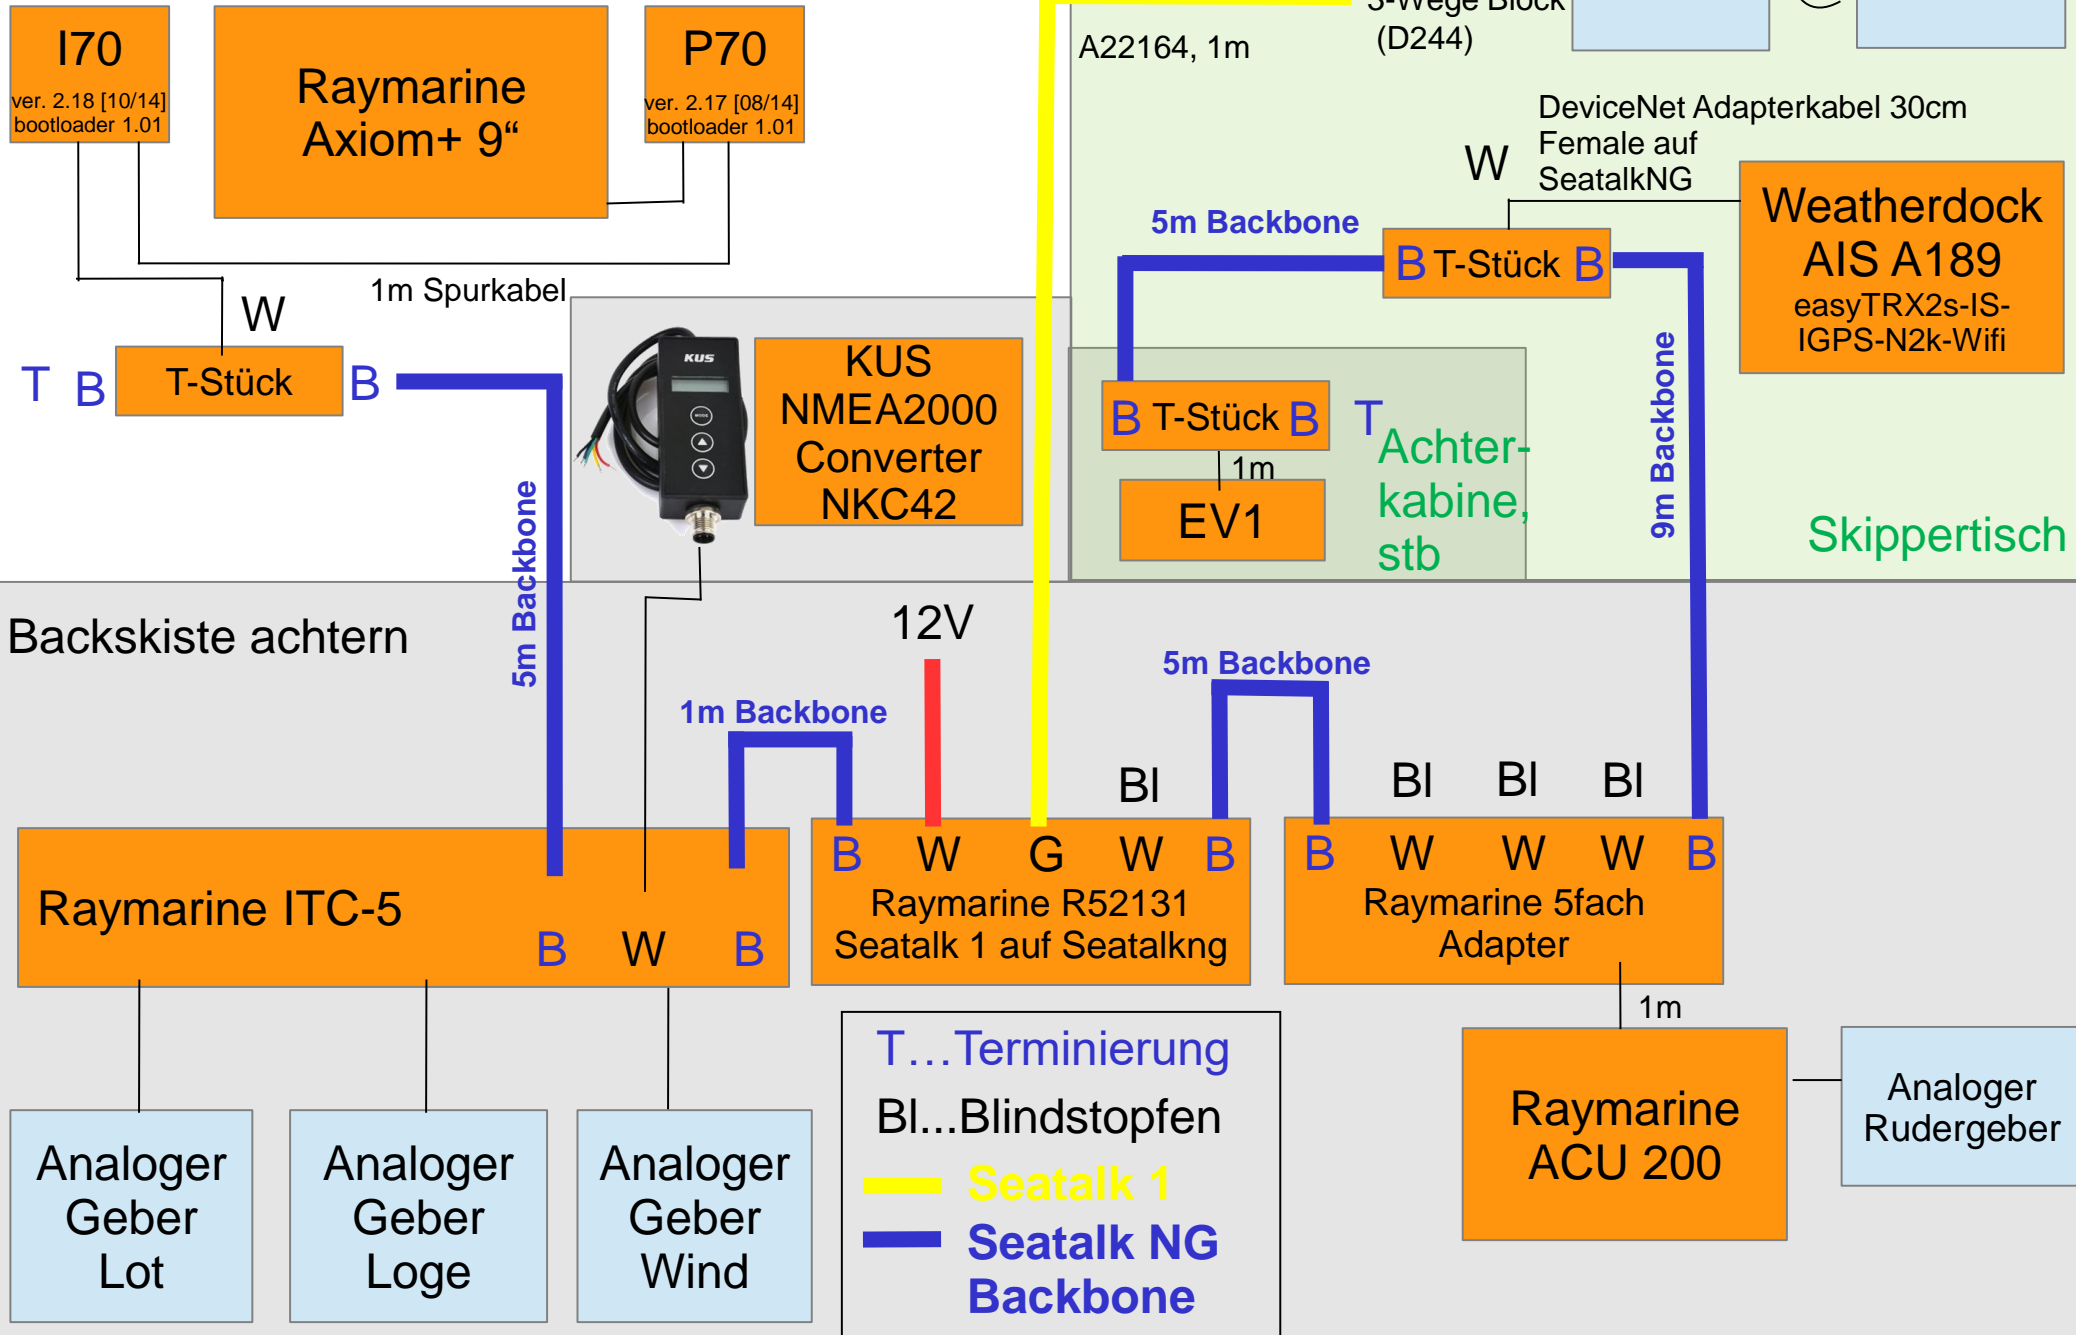 I70
ver. 2.18 [10/14]
bootloader 1.01
Raymarine
Axiom+ 9“
P70
ver. 2.17 [08/14]
bootloader 1.01
3-Wege Block
(D244)
A22164, 1m
DeviceNet Adapterkabel 30cm
Female auf
SeatalkNG
W
Weatherdock
AIS A189
easyTRX2s-IS-
IGPS-N2k-Wifi
5m Backbone
B T-Stück B
1m Spurkabel
W
T B T-Stück B
KUS
MODE
KUS
NMEA2000
Converter
NKC42
B T-Stück B T
1m
EV1
Achter-
kabine,
stb
9m Backbone
Skippertisch
5m Backbone
Backskiste achtern
12V
5m Backbone
1m Backbone
Bl
Bl Bl Bl
B W G W B
Raymarine R52131
Seatalk 1 auf Seatalkng
B W W W B
Raymarine 5fach
Adapter
Raymarine ITC-5
B W B
1m
T...Terminierung
Bl...Blindstopfen
Seatalk 1
Seatalk NG
Backbone
Raymarine
ACU 200
Analoger
Rudergeber
Analoger
Geber
Lot
Analoger
Geber
Loge
Analoger
Geber
Wind